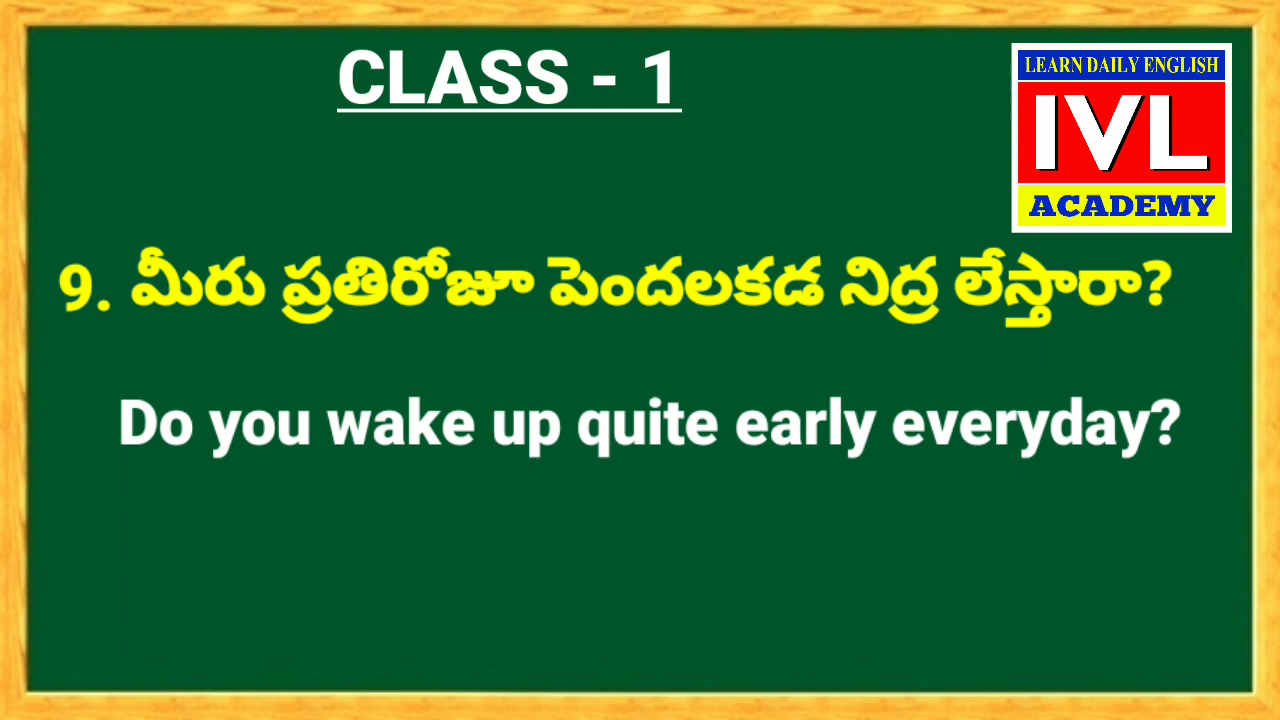 CLASS - 1
LEARN DAILY ENGLISH
IVL
ACADEMY
9. మీరు ప్రతిరోజూ పెందలకడ నిద్ర లేస్తారా?
Do you wake up quite early everyday?